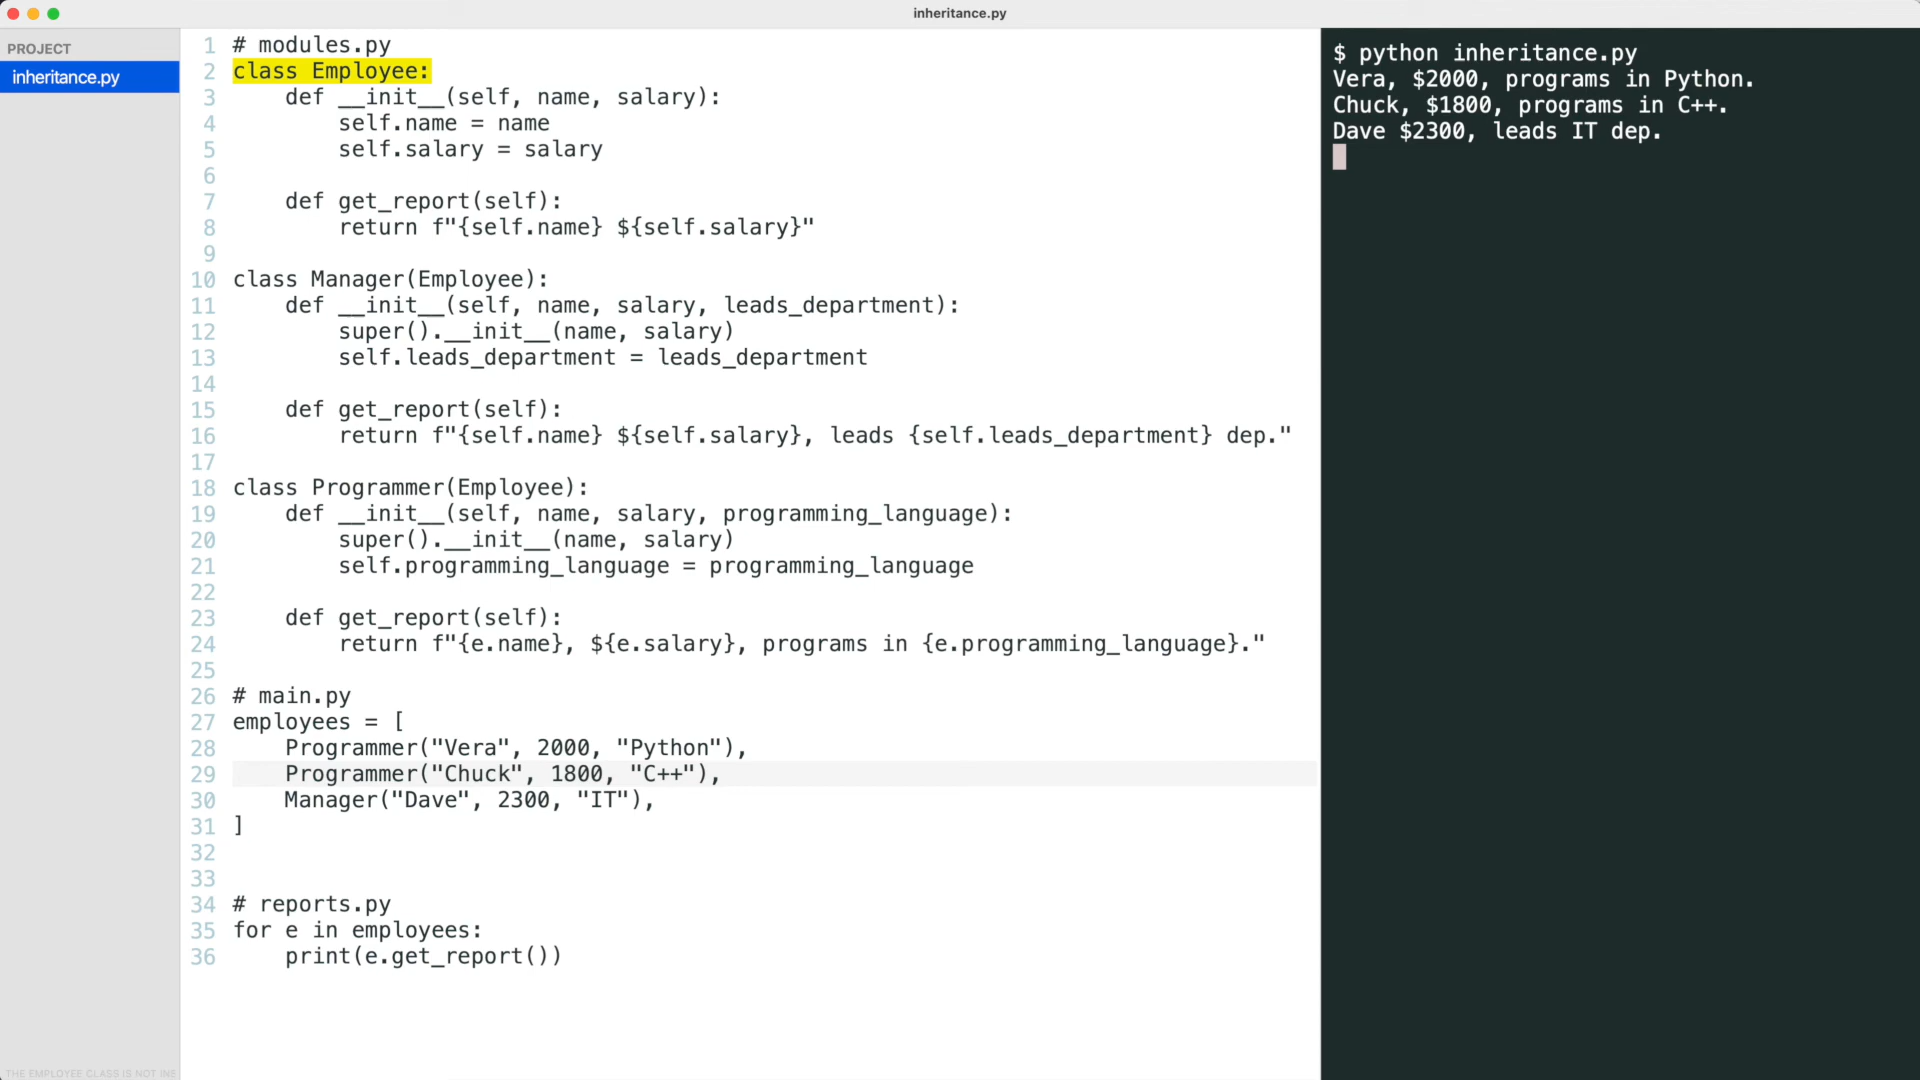 inheritance.py
PROJECT
inheritance.py
1 # modules.py
2 class Employee:
3     def __init__(self, name, salary):
4         self.name = name
5         self.salary = salary
6
7     def get_report(self):
8         return f"{self.name} ${self.salary}"
9
10 class Manager(Employee):
11     def __init__(self, name, salary, leads_department):
12         super().__init__(name, salary)
13         self.leads_department = leads_department
14
15     def get_report(self):
16         return f"{self.name} ${self.salary}, leads {self.leads_department} dep."
17
18 class Programmer(Employee):
19     def __init__(self, name, salary, programming_language):
20         super().__init__(name, salary)
21         self.programming_language = programming_language
22
23     def get_report(self):
24         return f"{e.name}, ${e.salary}, programs in {e.programming_language}."
25
26 # main.py
27 employees = [
28     Programmer("Vera", 2000, "Python"),
29     Programmer("Chuck", 1800, "C++"),
30     Manager("Dave", 2300, "IT"),
31 ]
32
33
34 # reports.py
35 for e in employees:
36     print(e.get_report())
$ python inheritance.py
Vera, $2000, programs in Python.
Chuck, $1800, programs in C++.
Dave $2300, leads IT dep.
THE EMPLOYEE CLASS IS NOT INE